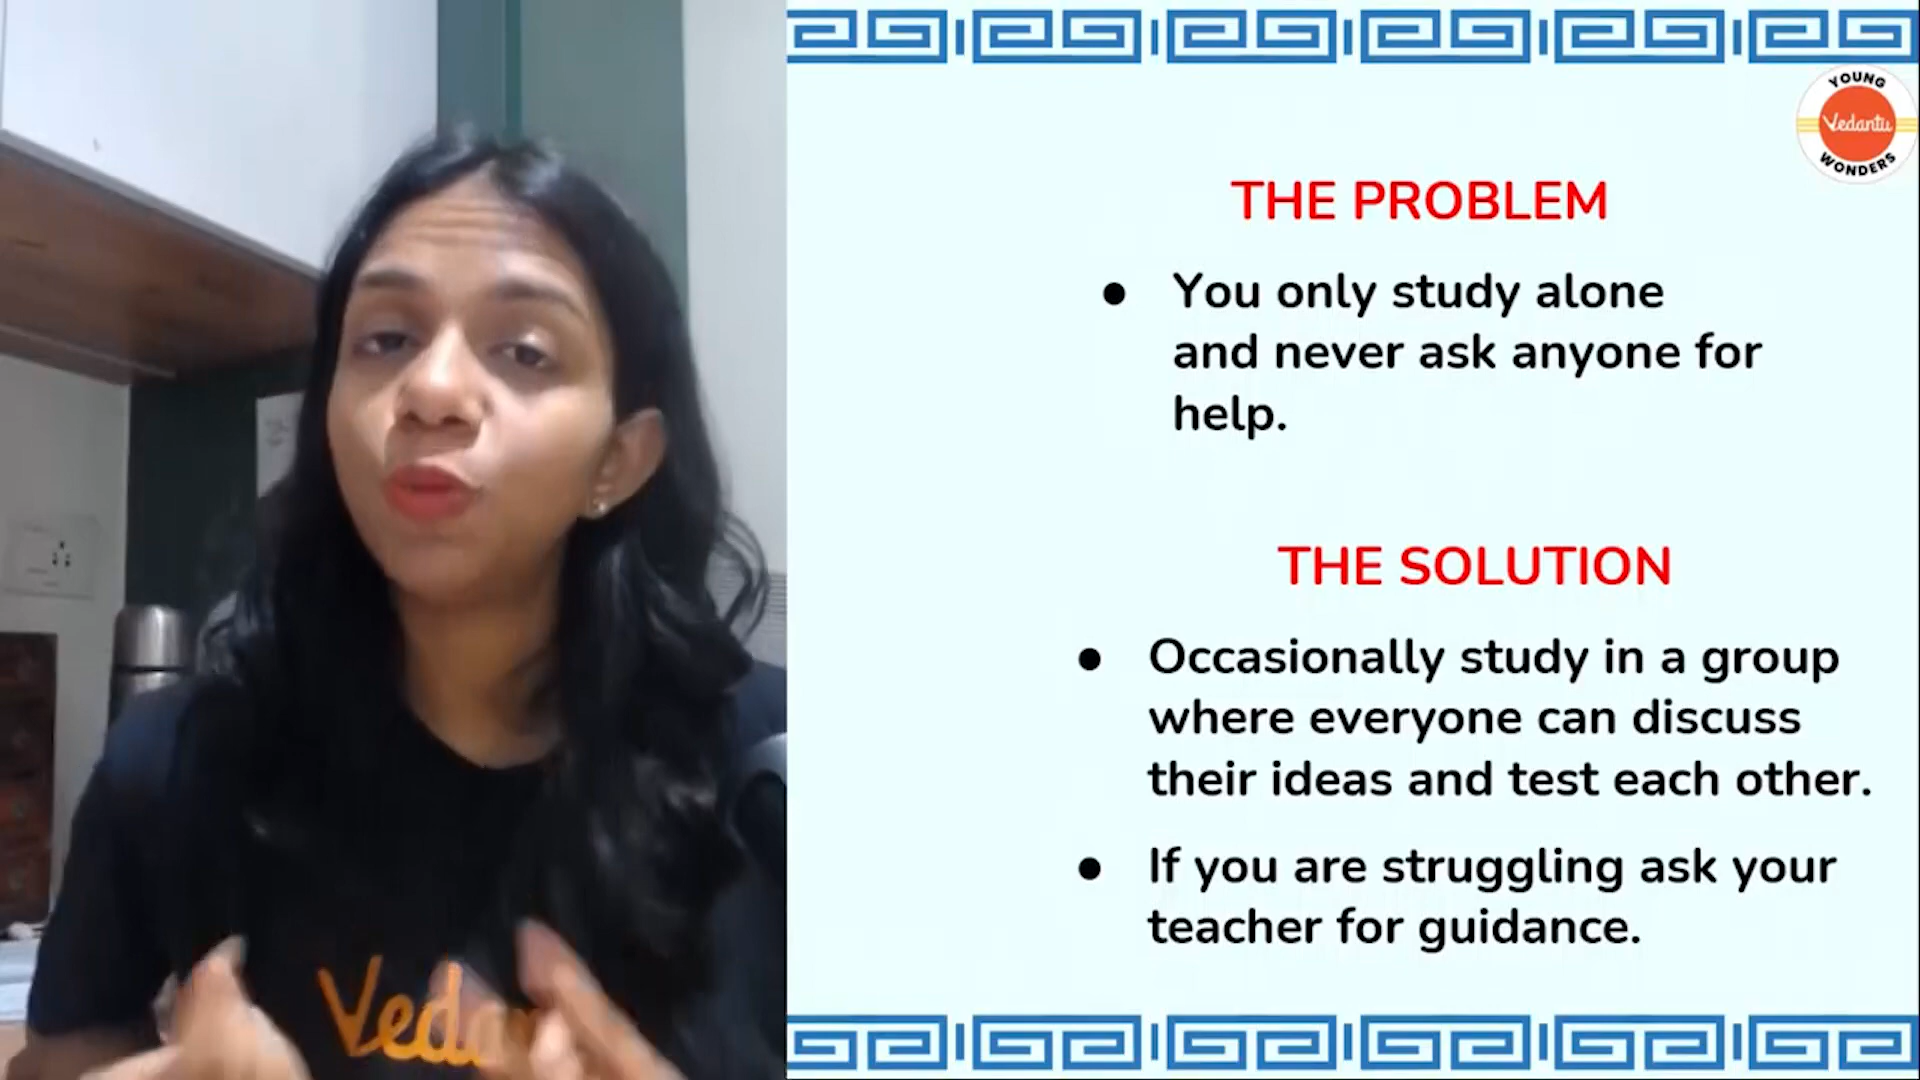 YOUNG
Vedantu
WONDERS
THE PROBLEM
● You only study alone
and never ask anyone for
help.
THE SOLUTION
● Occasionally study in a group
where everyone can discuss
their ideas and test each other.
● If you are struggling ask your
teacher for guidance.
Veda